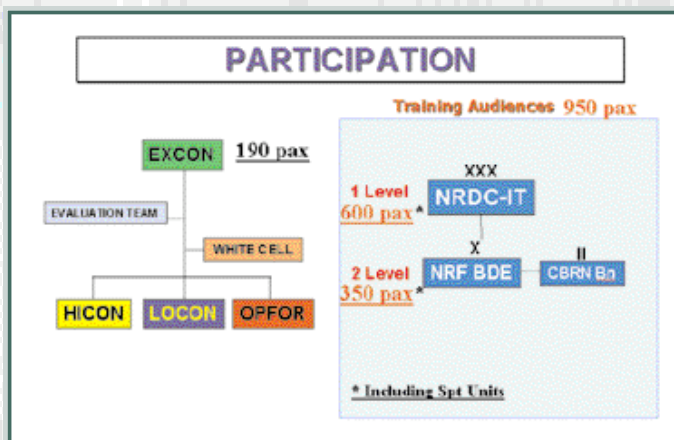 PARTICIPATION
Training Audiences 950 pax
EXCON 190 pax
EVALUATION TEAM
WHITE CELL
HICON LOCON OPFOR
XXX
1 Level NRDC-IT
600 pax*
X II
2 Level NRF BDE CBRN Bn
350 pax*
* Including Spt Units